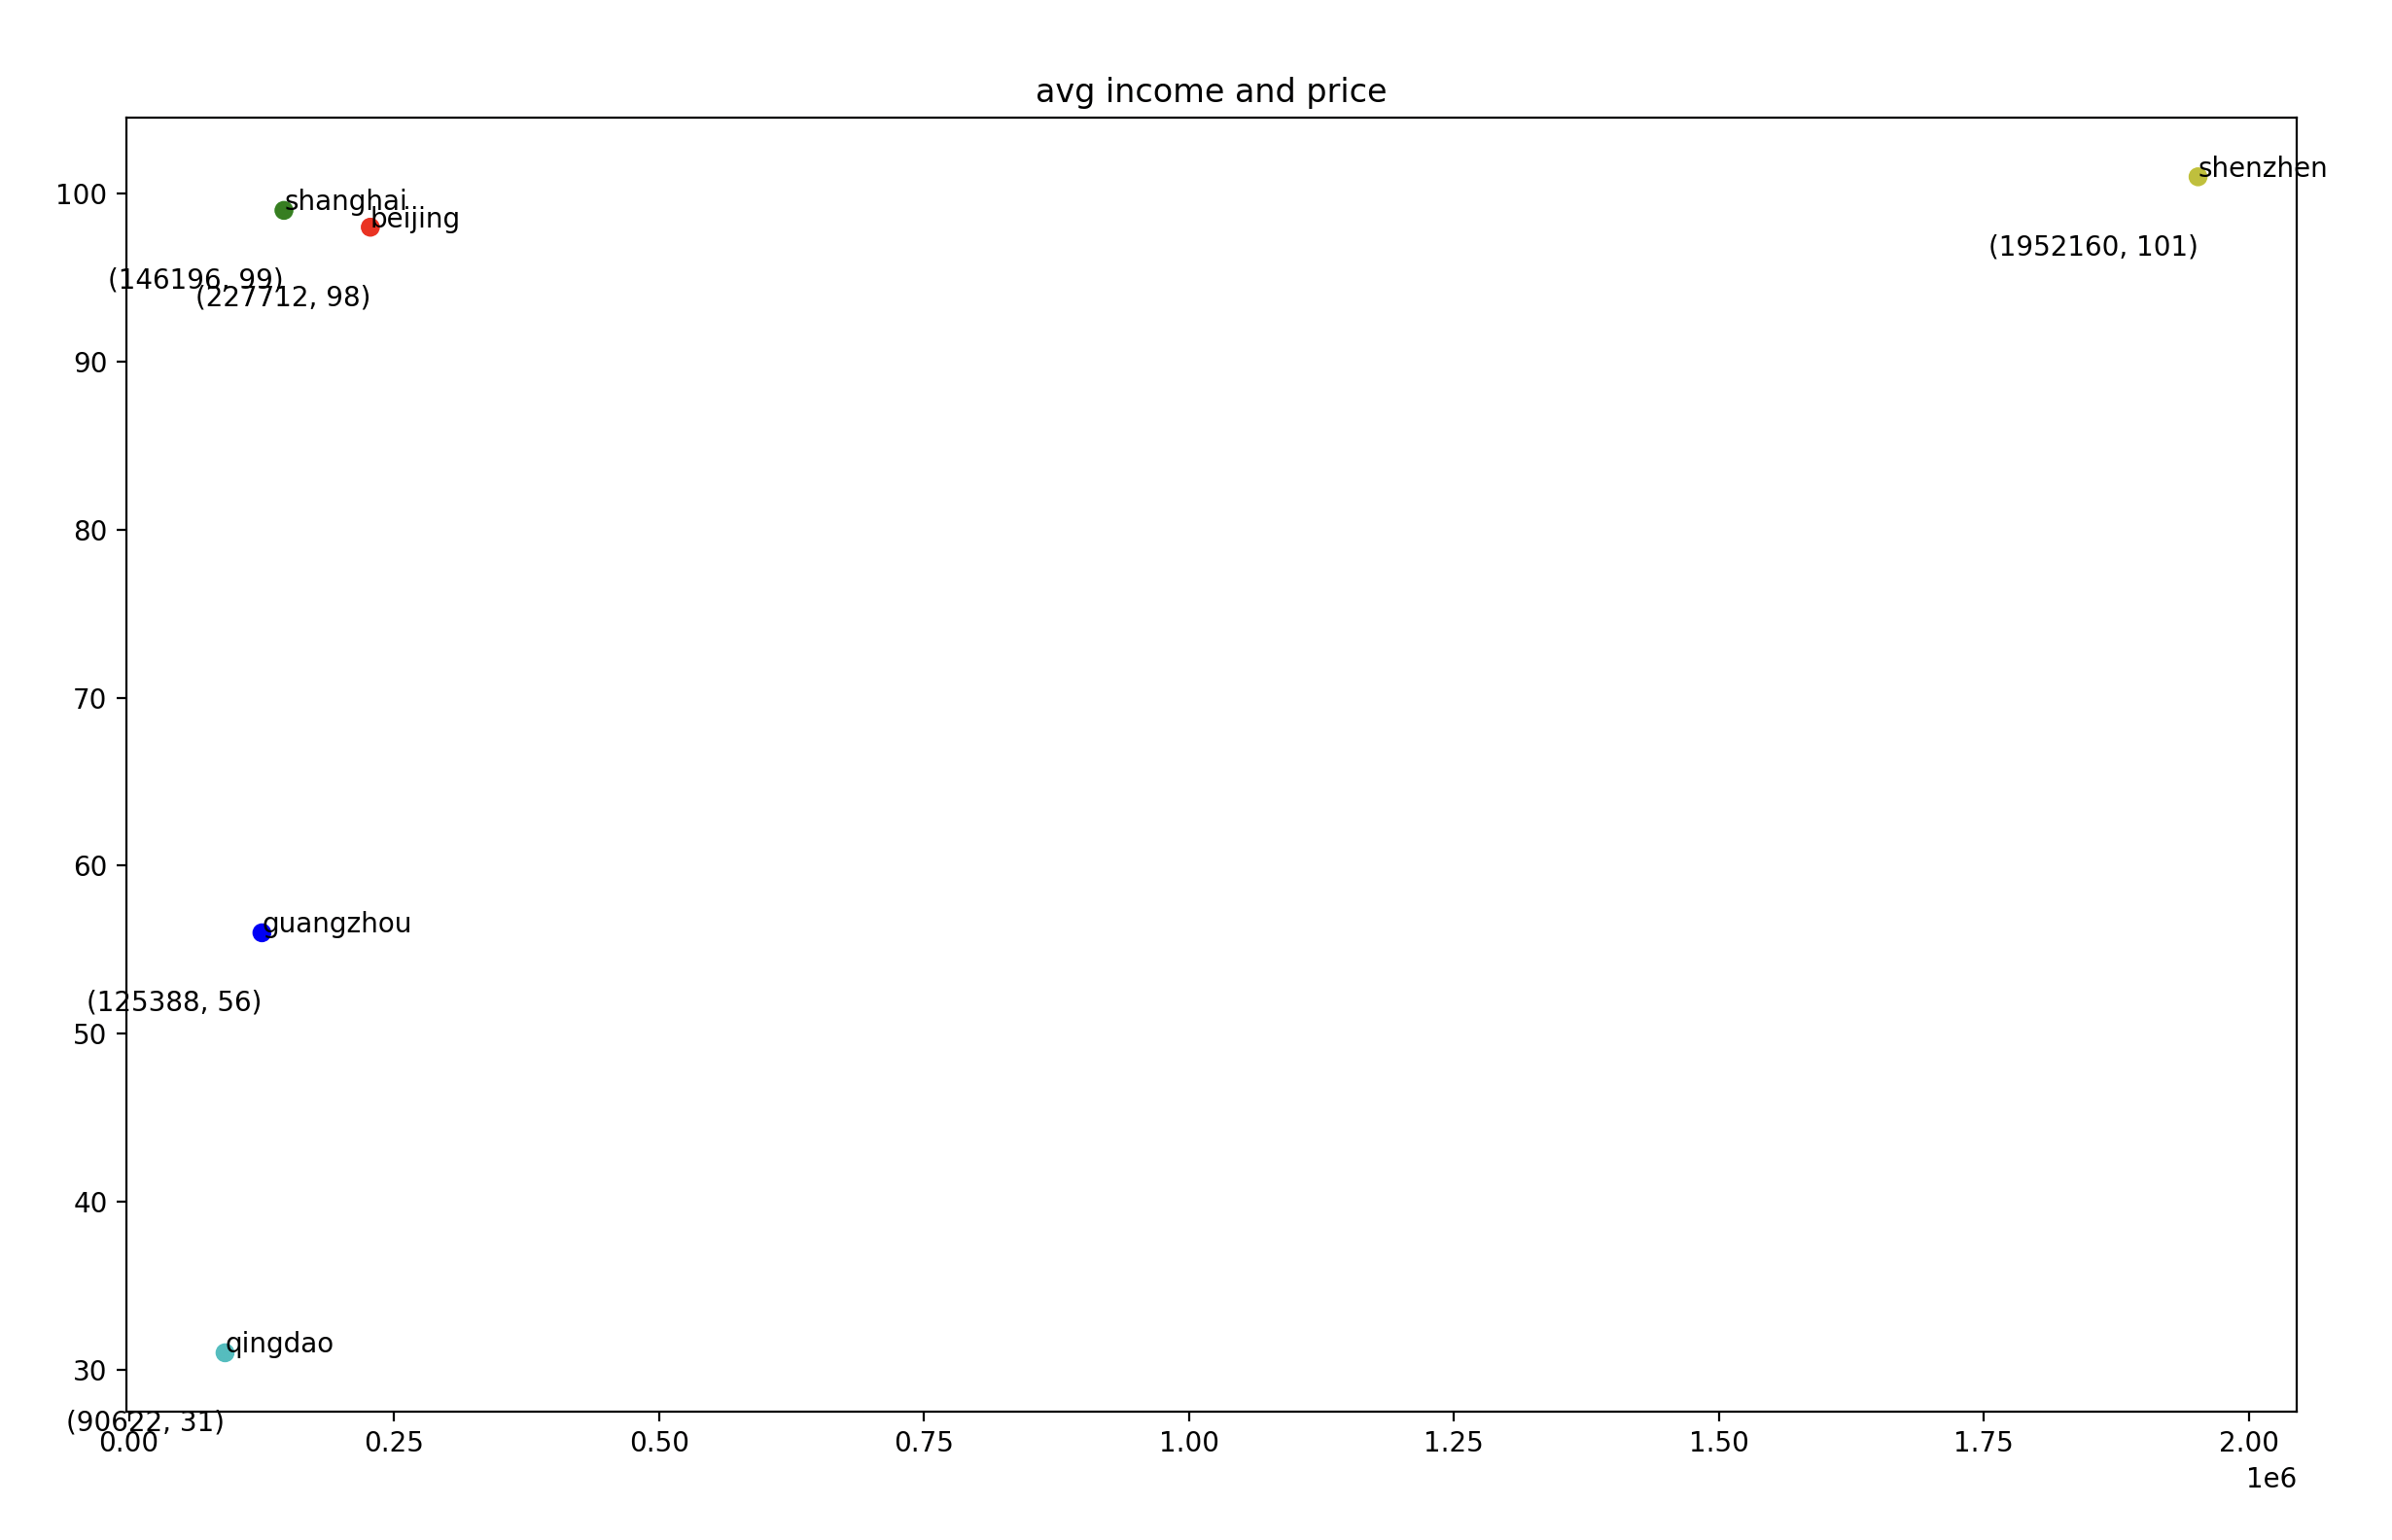 avg income and price
100
90
80
70
60
50
40
30
shanghai
(146196, 99)
beijing
(227712, 98)
shenzhen
(1952160, 101)
guangzhou
(125388, 56)
qingdao
(90622, 31)
0.00 0.25 0.50 0.75 1.00 1.25 1.50 1.75 2.00
1e6